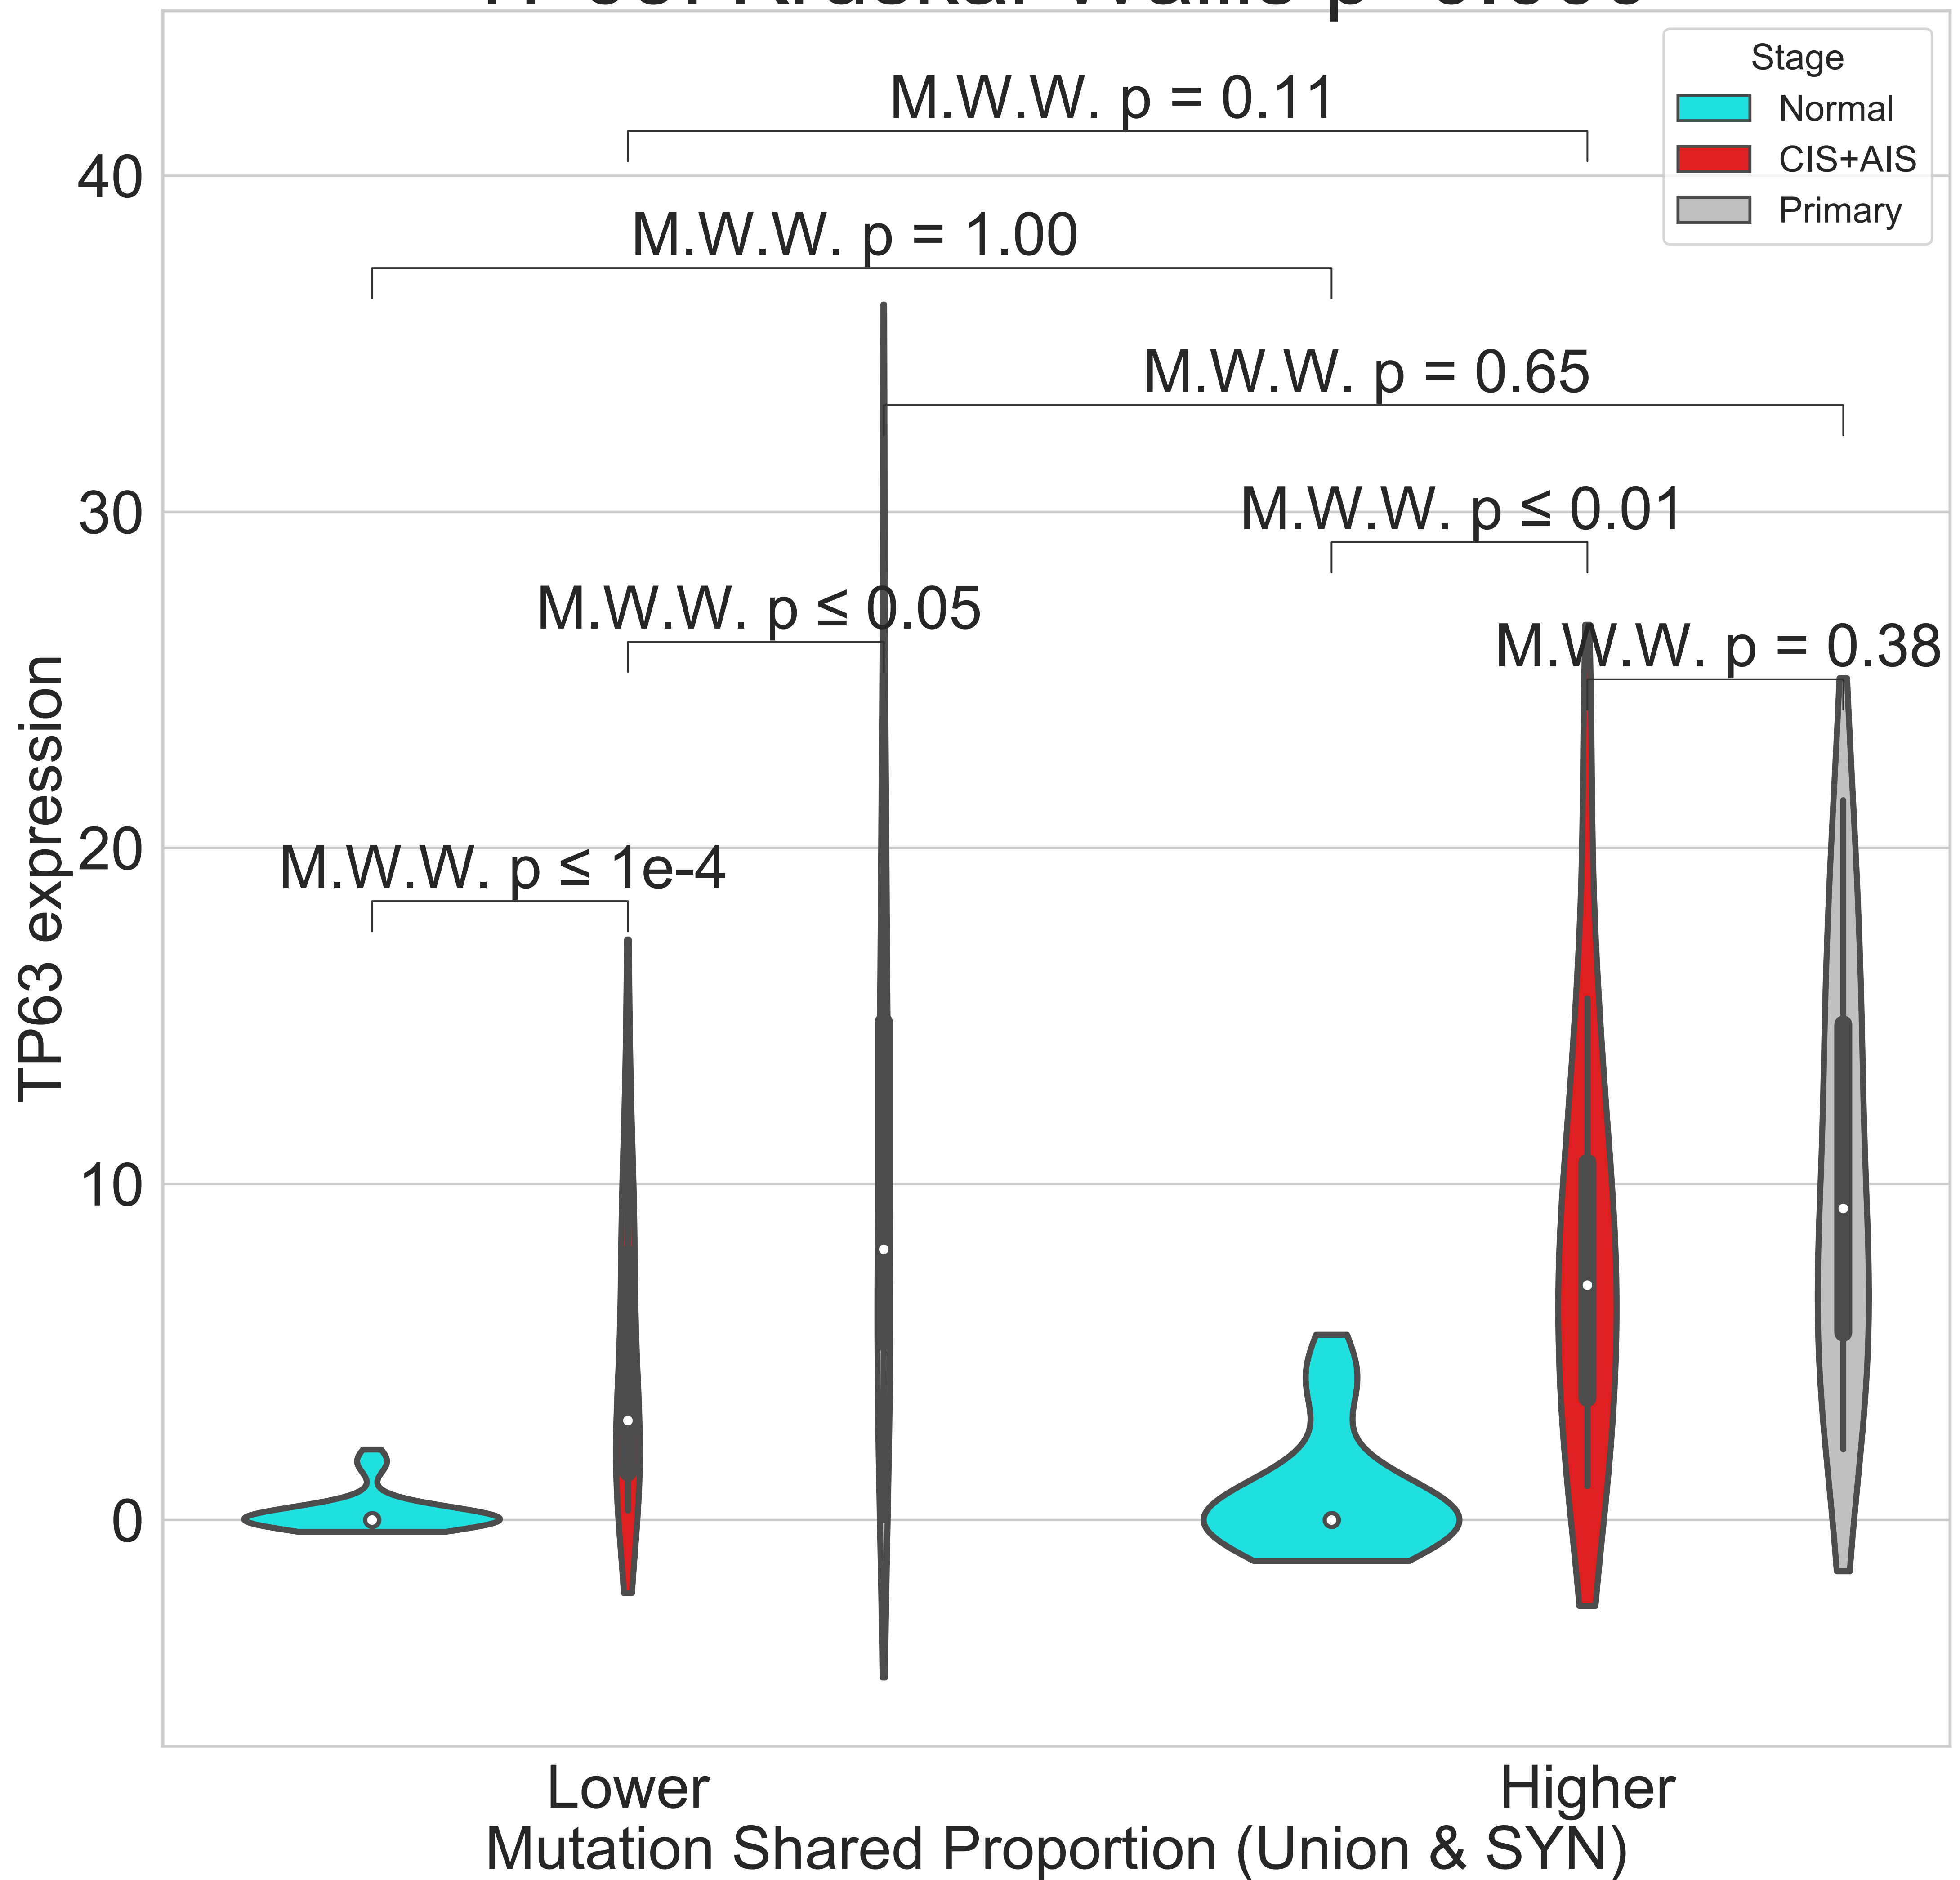 Stage
Normal
CIS+AIS
Primary
M.W.W. p = 0.11
M.W.W. p = 1.00
M.W.W. p = 0.65
M.W.W. p ≤ 0.01
M.W.W. p ≤ 0.05
M.W.W. p = 0.38
M.W.W. p ≤ 1e-4
40
30
20
10
0
TP63 expression
Lower
Higher
Mutation Shared Proportion (Union & SYN)